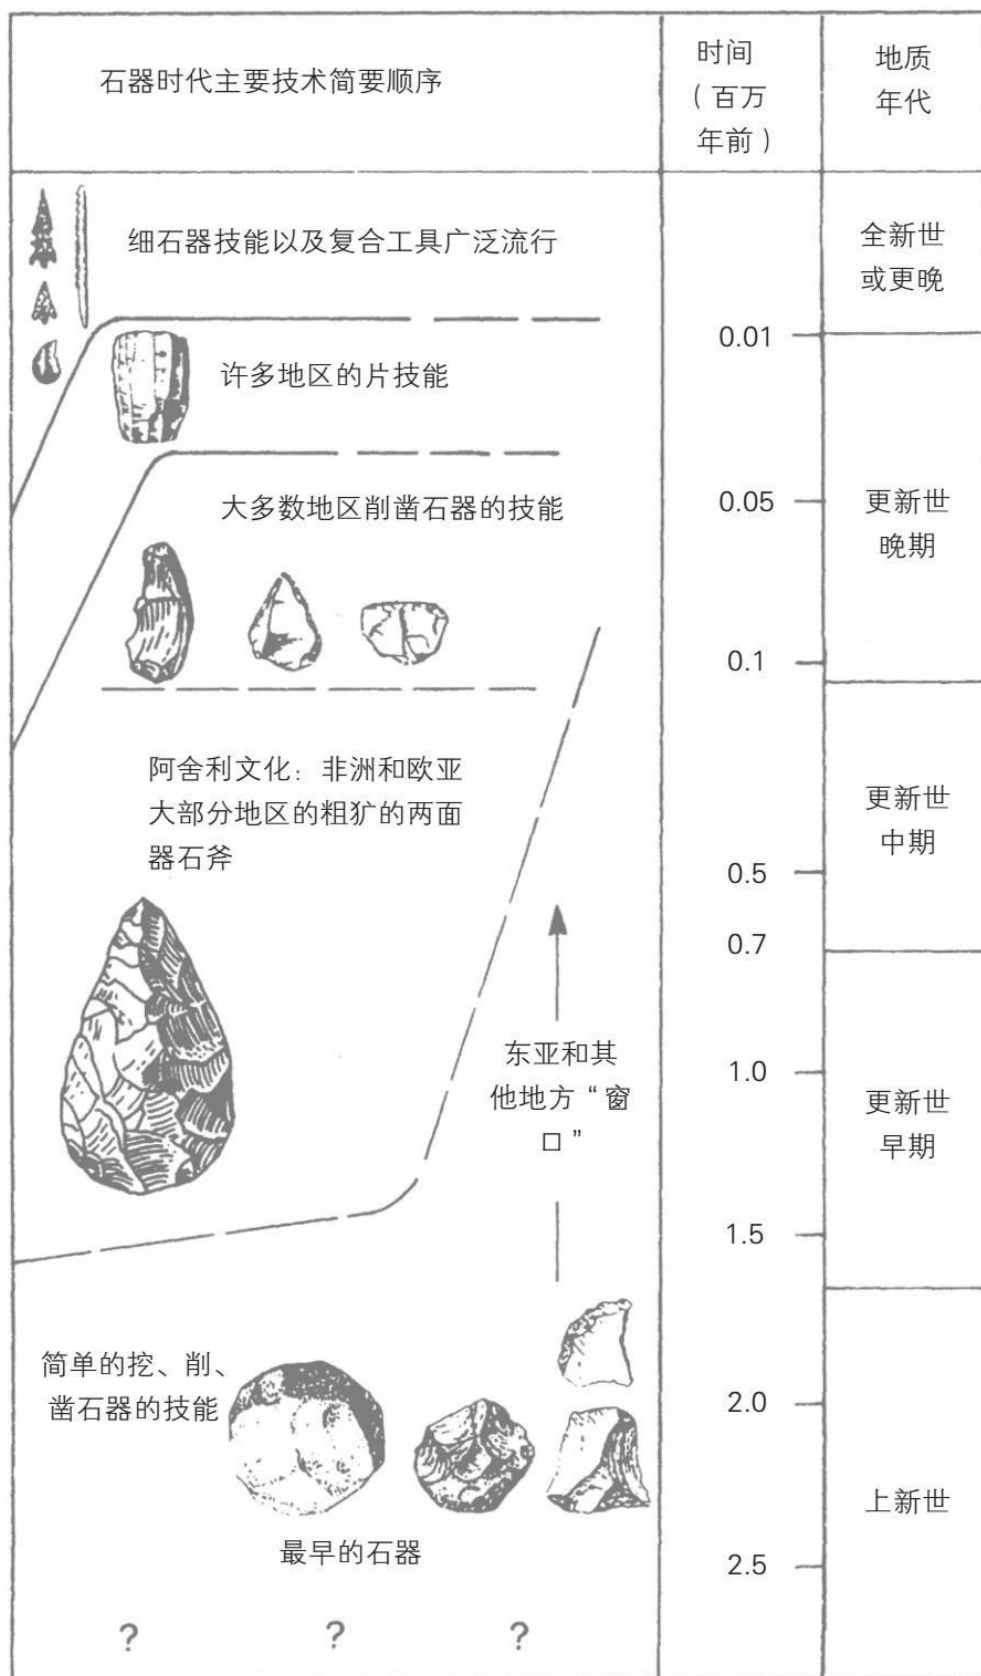 石器时代主要技术简要顺序
时间
（百万
年前）
地质
年代
细石器技能以及复合工具广泛流行
全新世
或更晚
0.01
许多地区的片技能
大多数地区削凿石器的技能
0.05
更新世
晚期
0.1
阿舍利文化：非洲和欧亚
大部分地区的粗犷的两面
器石斧
更新世
中期
0.5
0.7
东亚和其
他地方“窗
口”
1.0
更新世
早期
1.5
简单的挖、削、
凿石器的技能
2.0
上新世
最早的石器
2.5
? ? ?